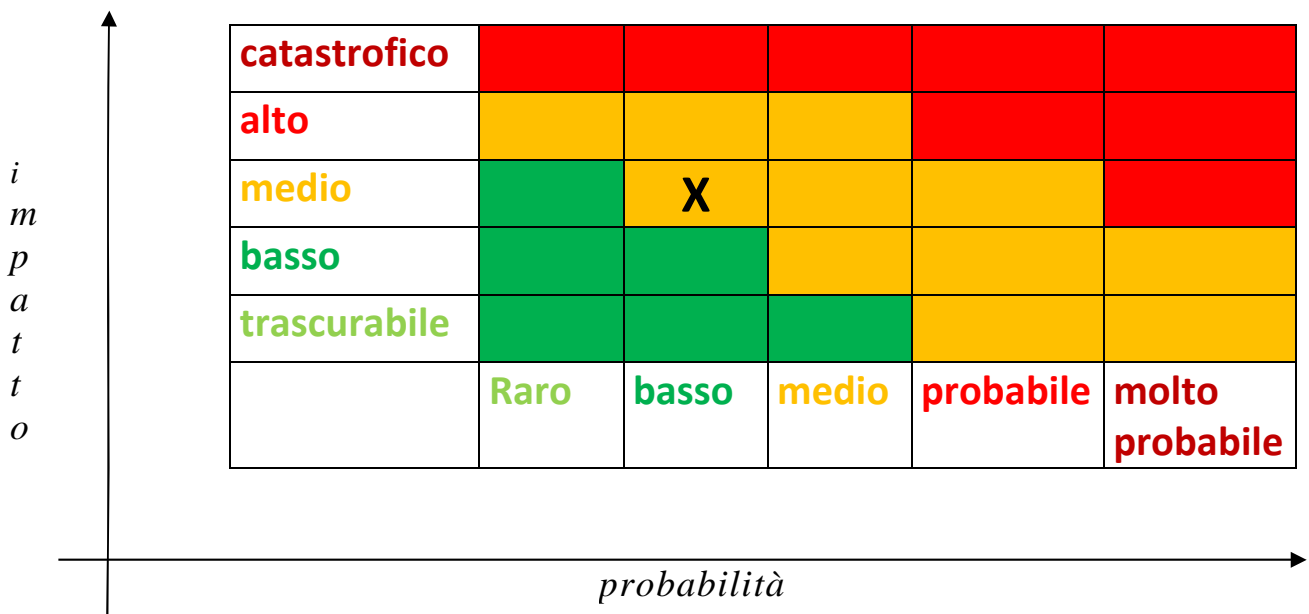 catastrofico
alto
medio X
basso
trascurabile
Raro basso medio probabile molto
probabile
i
m
p
a
t
t
o
probabilità